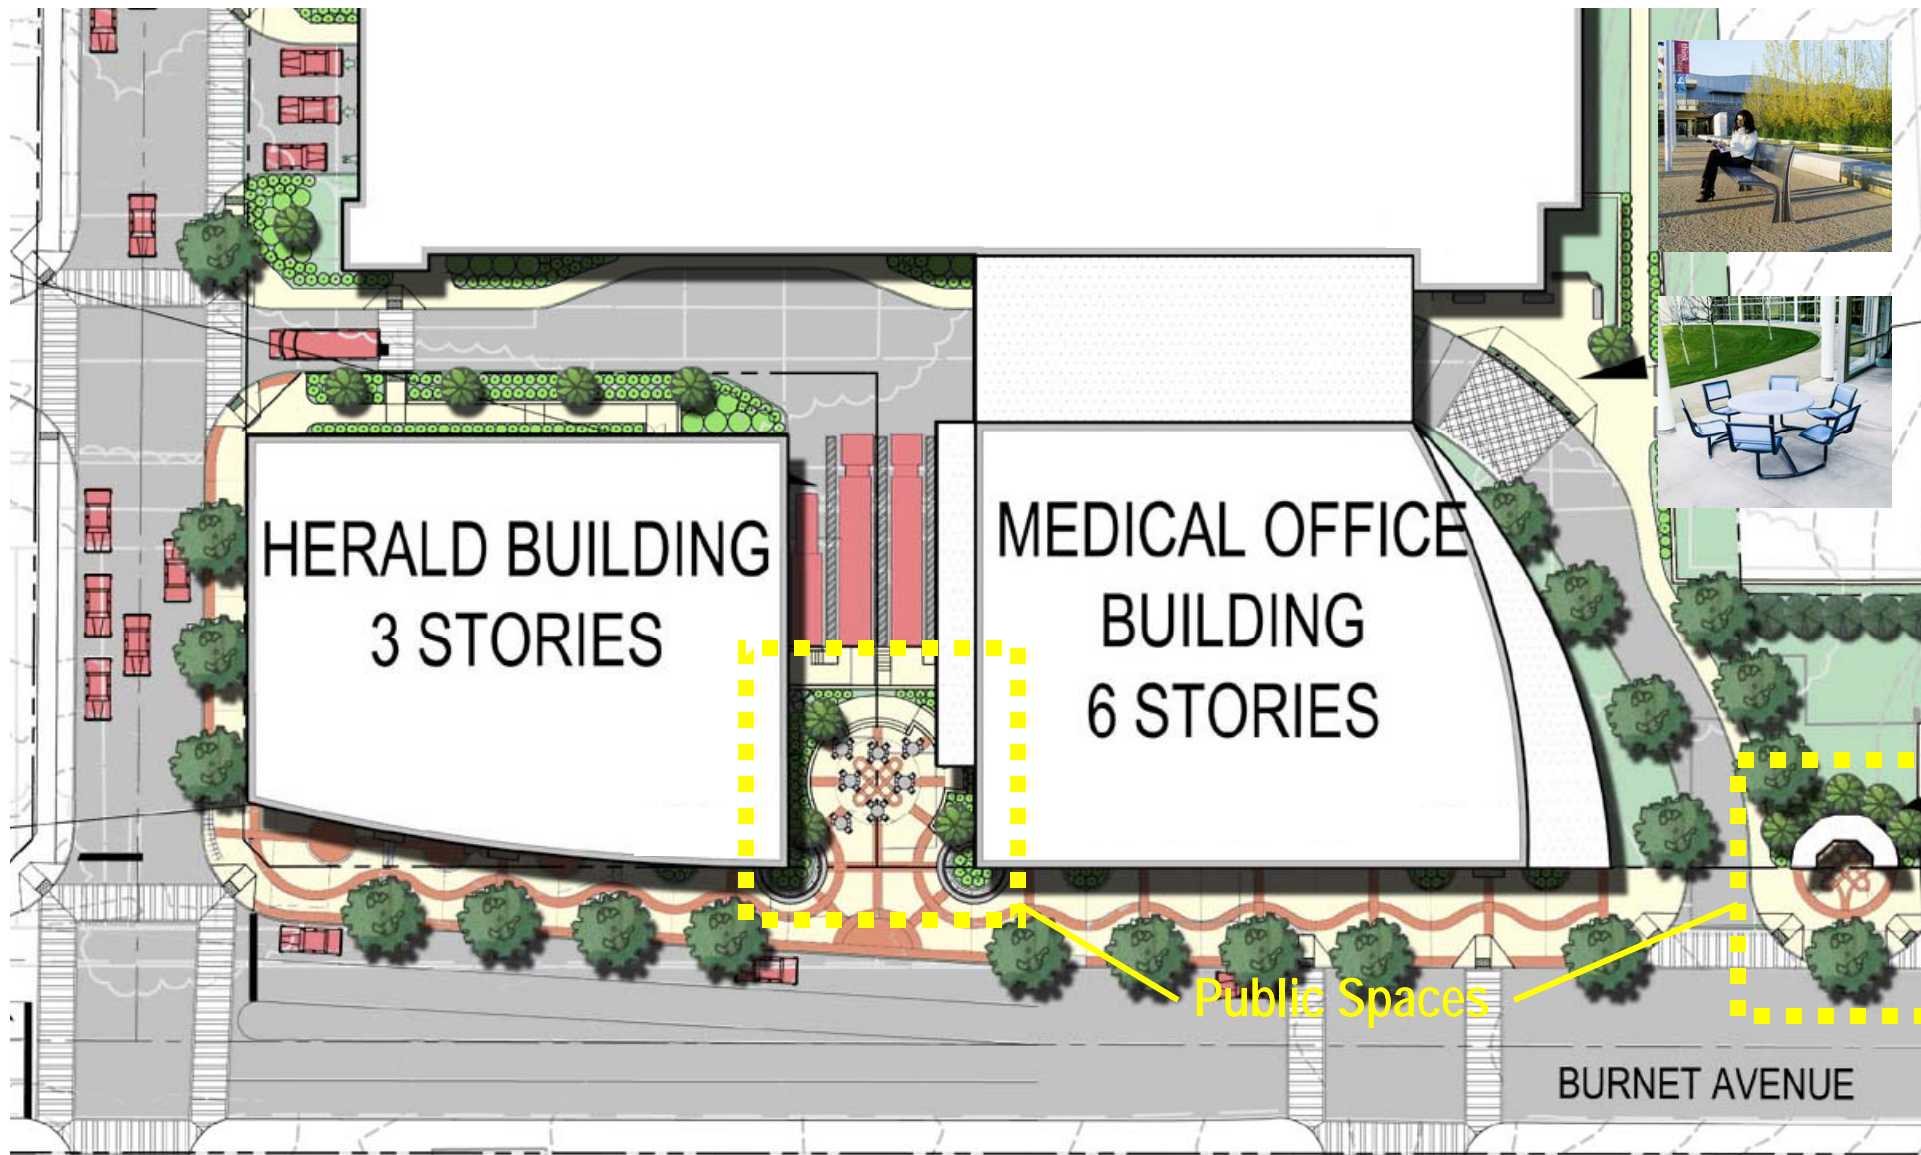 HERALD BUILDING
3 STORIES
MEDICAL OFFICE
BUILDING
6 STORIES
Public Spaces
BURNET AVENUE